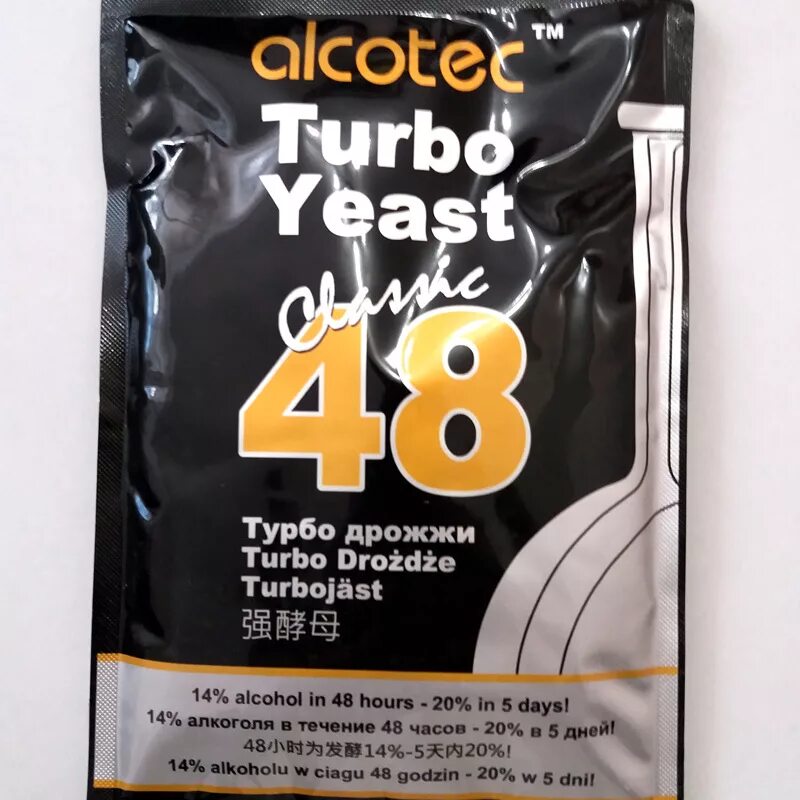 alcotec™
Turbo
Yeast
Classic
48
Турбо дрожжи
Turbo Drożdże
Turbojäst
强酵母
14% alcohol in 48 hours - 20% in 5 days!
14% алкоголя в течение 48 часов - 20% в 5 дней!
48小时为发酵14%-5天内20%!
14% alkoholu w ciagu 48 godzin - 20% w 5 dni!